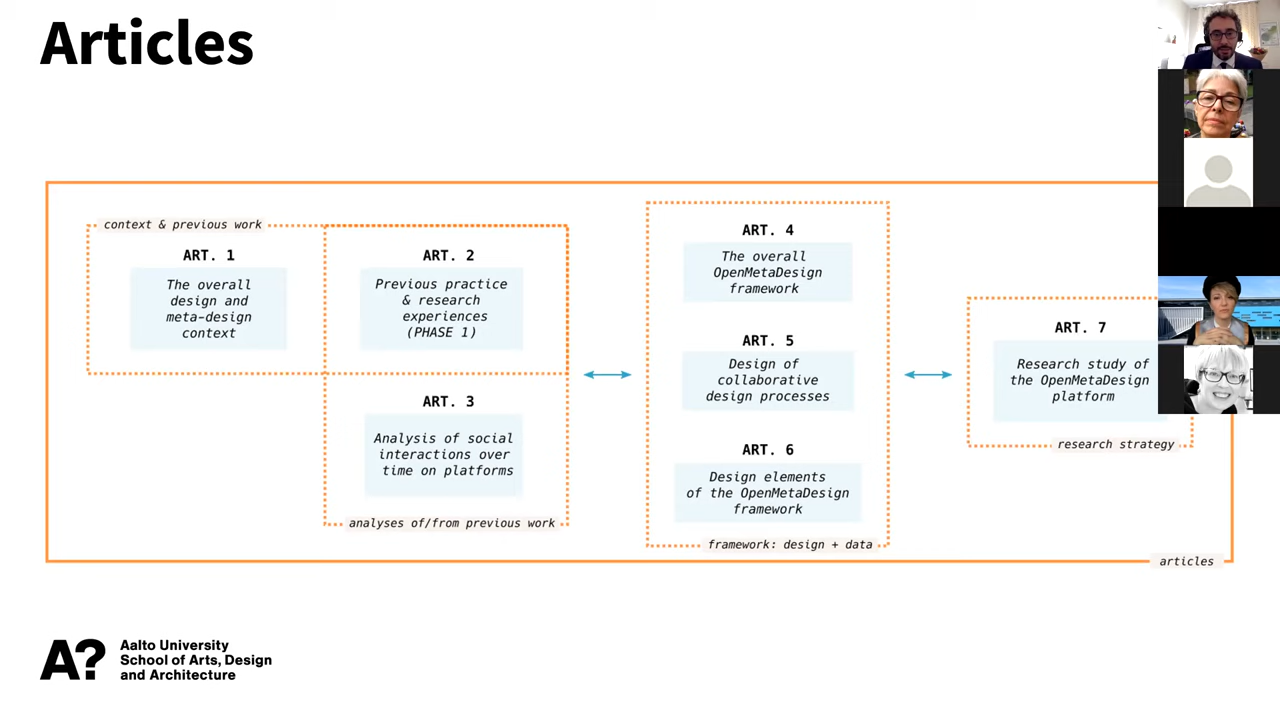 Articles
context & previous work
ART. 1
The overall
design and
meta-design
context
ART. 2
Previous practice
& research
experiences
(PHASE 1)
ART. 3
Analysis of social
interactions over
time on platforms
analyses of/from previous work
ART. 4
The overall
OpenMetaDesign
framework
ART. 5
Design of
collaborative
design processes
ART. 6
Design elements
of the OpenMetaDesign
framework
framework: design + data
ART. 7
Research study of
the OpenMetaDesign
platform
research strategy
articles
A?
Aalto University
School of Arts, Design
and Architecture